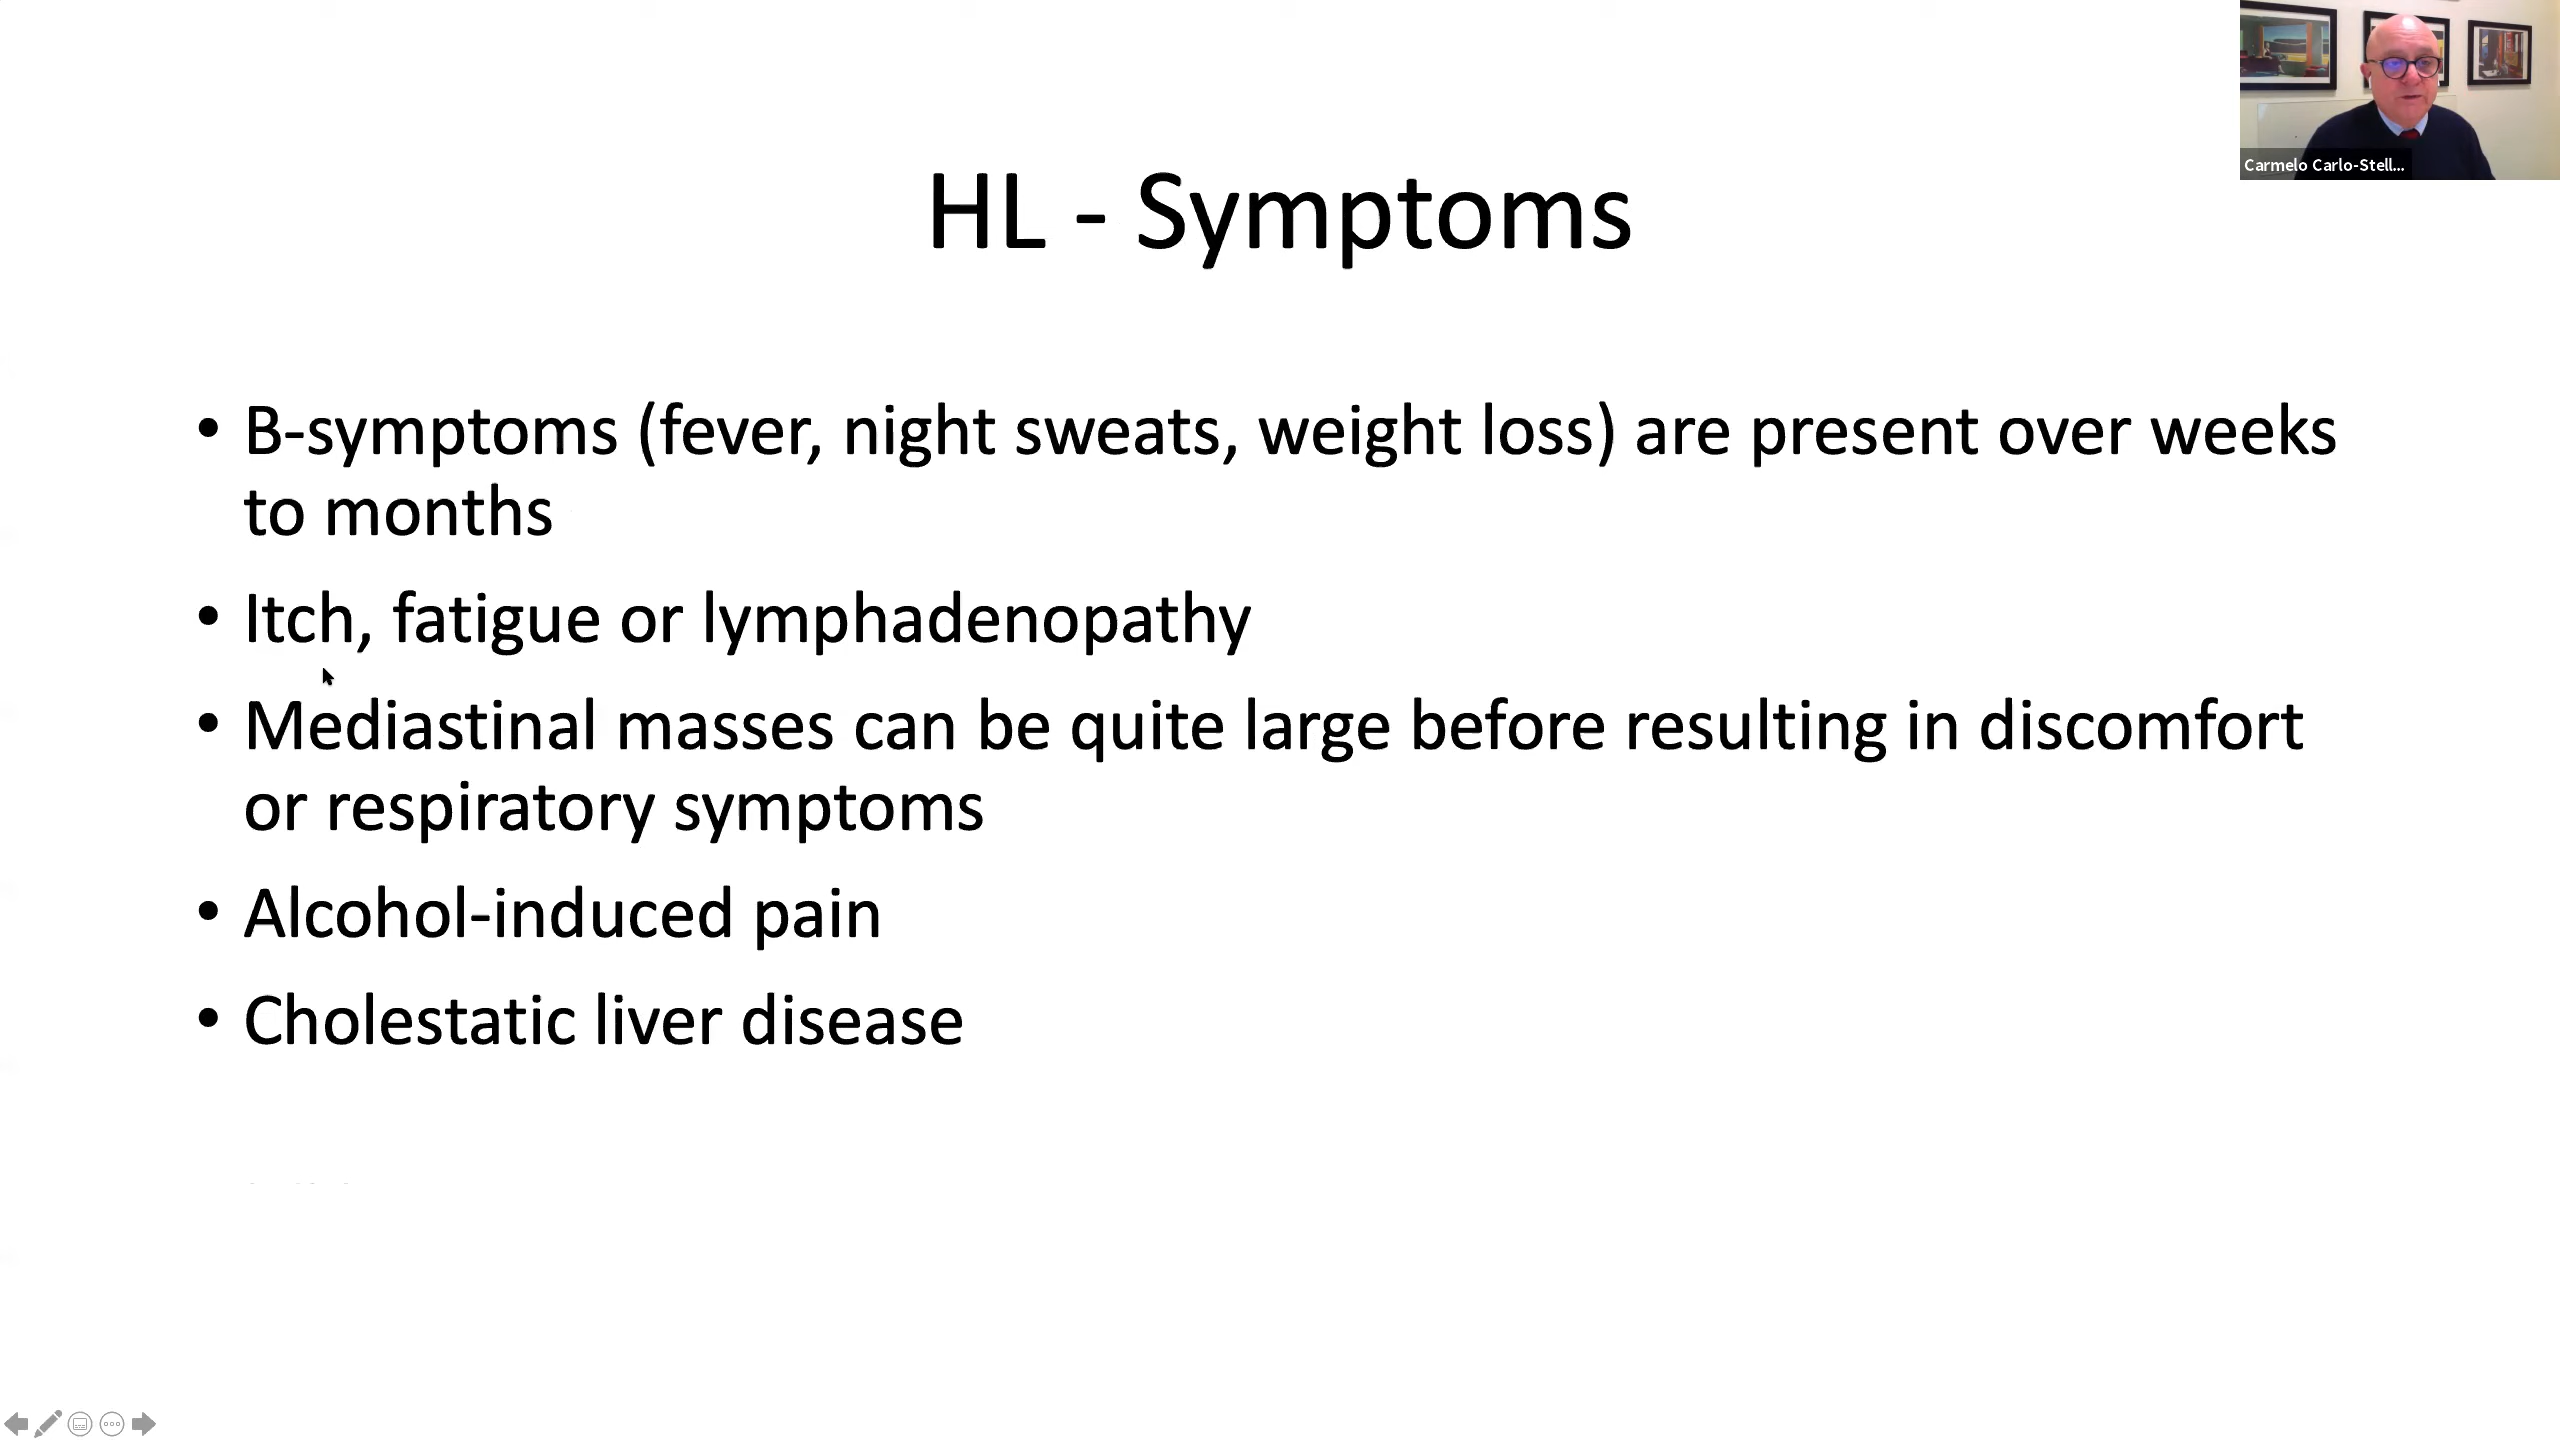 Carmelo Carlo-Stell...
HL - Symptoms
• B-symptoms (fever, night sweats, weight loss) are present over weeks
to months
• Itch, fatigue or lymphadenopathy
• Mediastinal masses can be quite large before resulting in discomfort
or respiratory symptoms
• Alcohol-induced pain
• Cholestatic liver disease